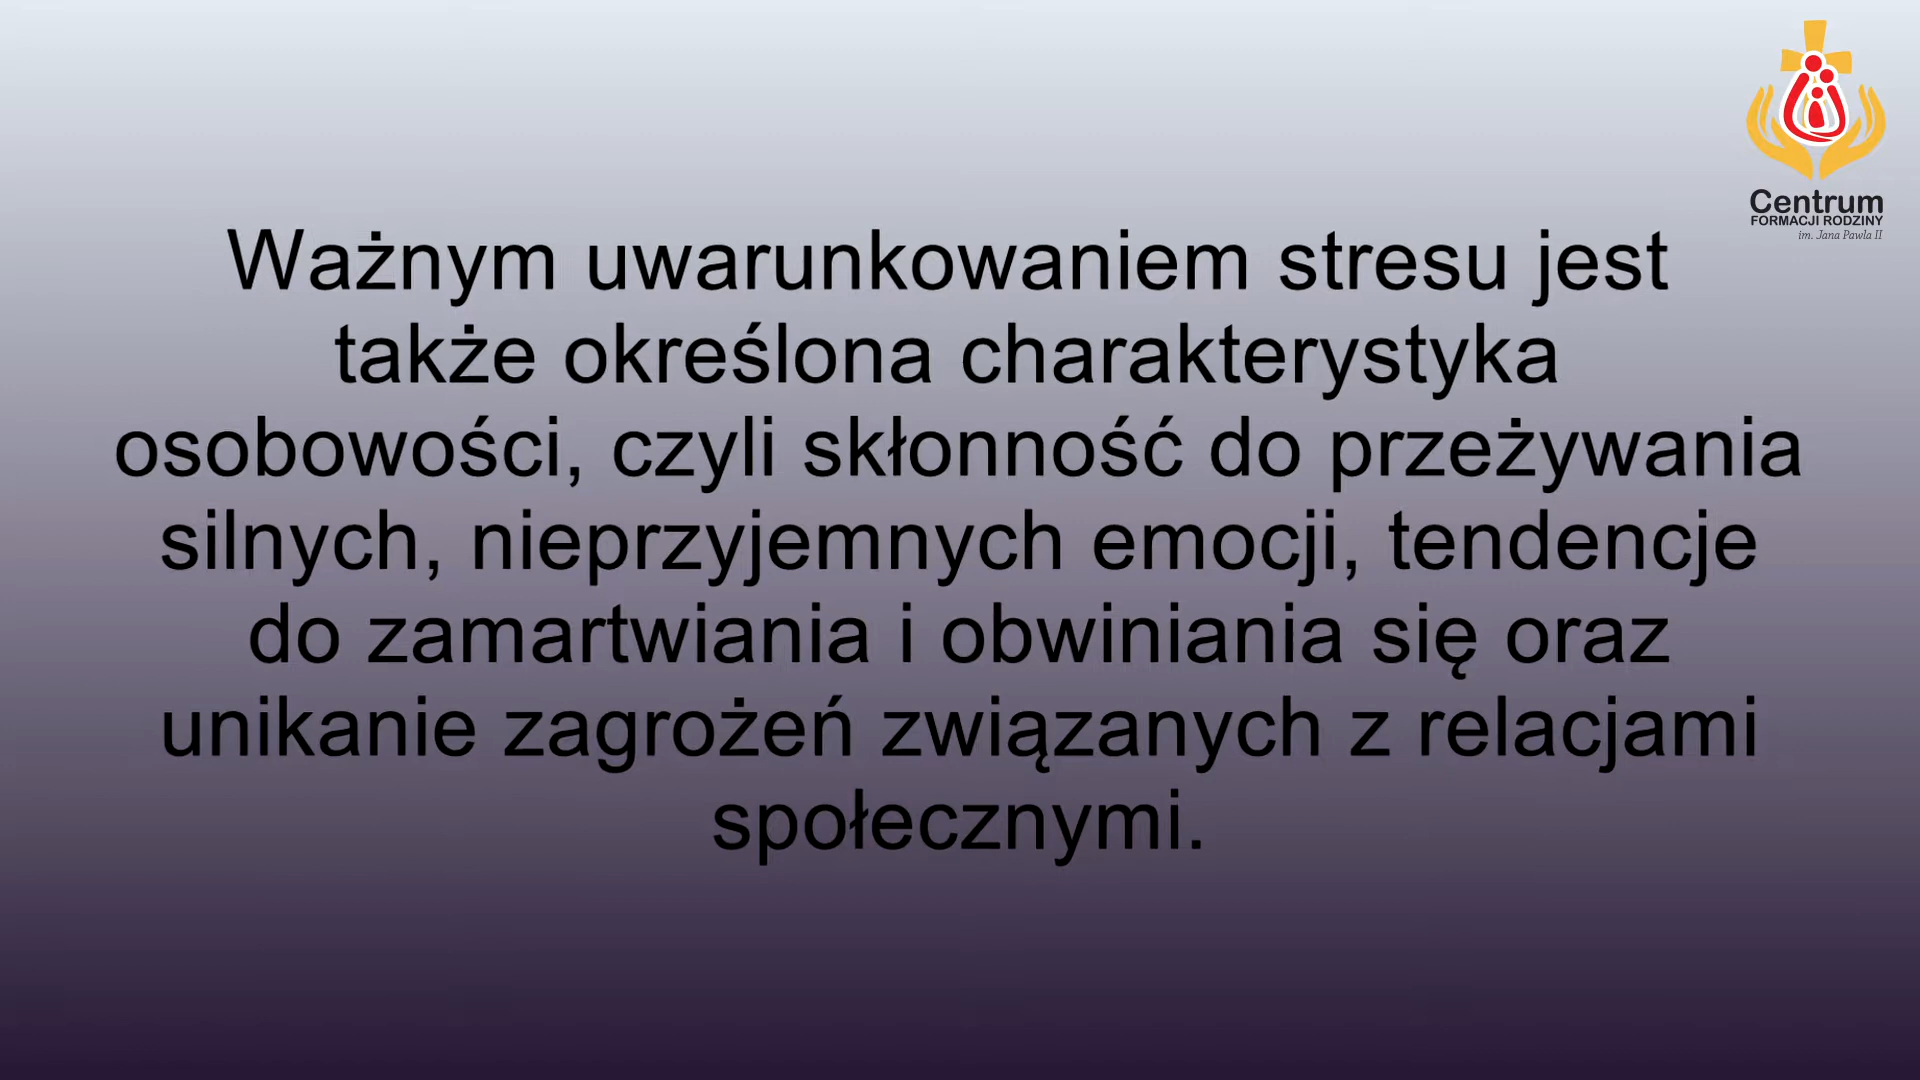 Centrum
FORMACJI RODZINY
im. Jana Pawla II
Ważnym uwarunkowaniem stresu jest
także określona charakterystyka
osobowości, czyli skłonność do przeżywania
silnych, nieprzyjemnych emocji, tendencje
do zamartwiania i obwiniania się oraz
unikanie zagrożeń związanych z relacjami
społecznymi.